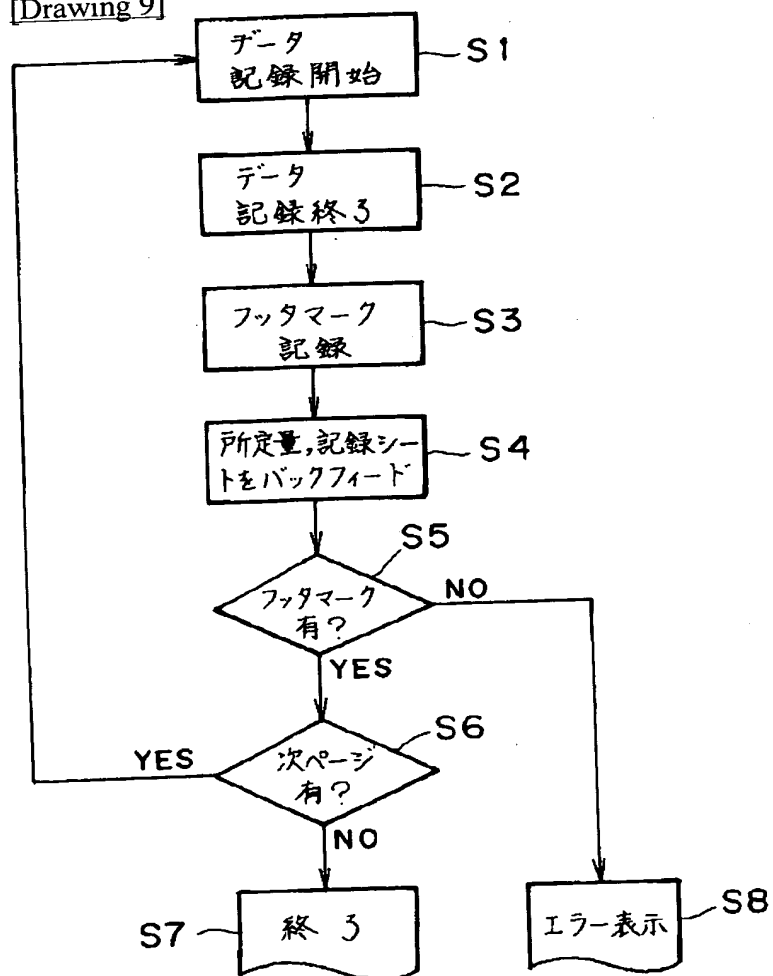 [Drawing 9]
データ
記録開始
S1
データ
記録終了
S2
フッタマーク
記録
S3
所定量,記録シー
トをバックフィード
S4
S5
フッタマーク
有?
NO
YES
S6
次ページ
有?
YES
NO
S7
終了
エラー表示
S8